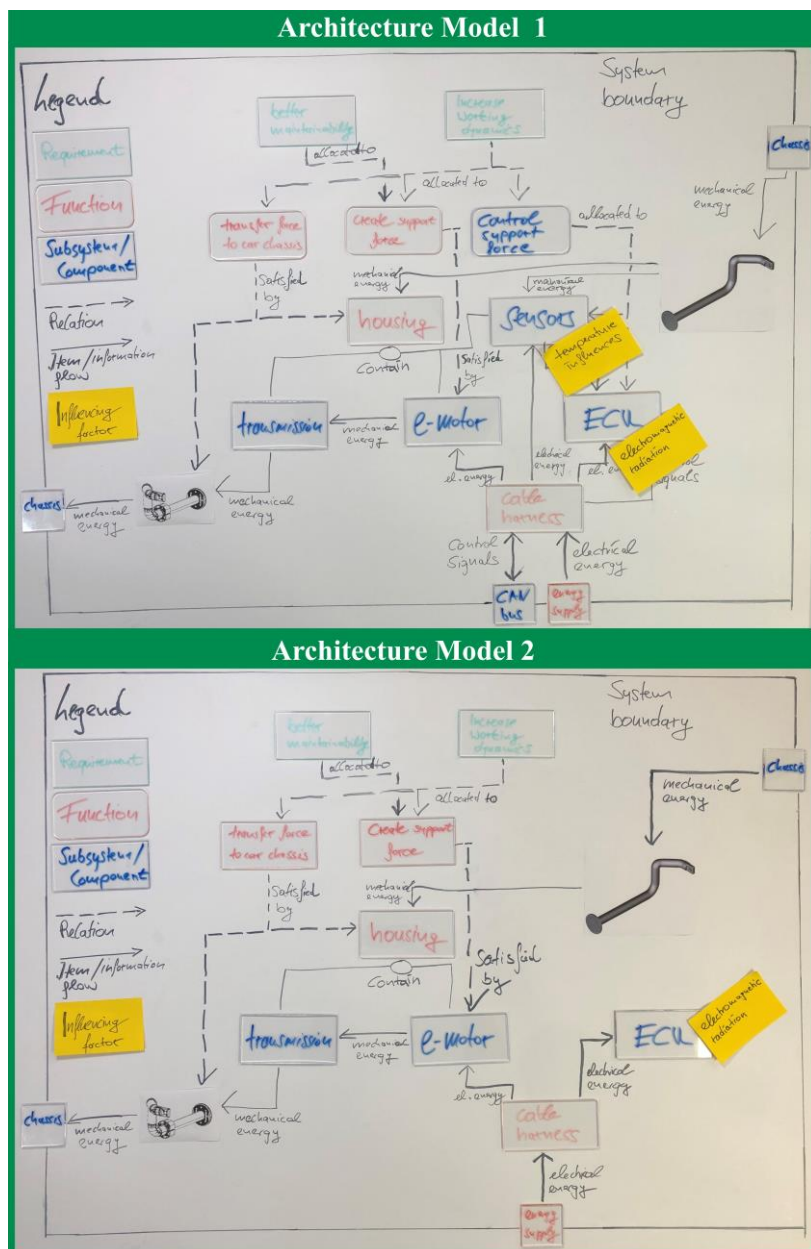 Architecture Model 1
Legend
System
boundary
better
maintainability
Increase
working
dynamics
Chassis
Requirement
allocated to
allocated to
mechanical
energy
Function
transfer force
to car chassis
Create support
force
Control
support
force
allocated to
Subsystem/
Component
Satisfied
by
mechanical
energy
mechanical
energy
Relation
housing
Sensors
temperature
influences
Item/information
flow
Contain
Satisfied
by
Influencing
factor
transmission
mechanical
energy
e-Motor
ECU
electromagnetic
radiation
electrical
energy
el. energy
mechanical
energy
cable
harness
Chassis
mechanical
energy
Control
Signals
electrical
energy
CAN
bus
energy
supply
Architecture Model 2
Legend
System
boundary
better
maintainability
Increase
working
dynamics
Chassis
Requirement
allocated to
allocated to
mechanical
energy
Function
transfer force
to car chassis
Create support
force
Subsystem/
Component
Satisfied
by
mechanical
energy
Relation
housing
Item/information
flow
Contain
Satisfied
by
Influencing
factor
transmission
mechanical
energy
e-Motor
ECU
electromagnetic
radiation
el. energy
electrical
energy
mechanical
energy
cable
harness
Chassis
mechanical
energy
electrical
energy
energy
supply